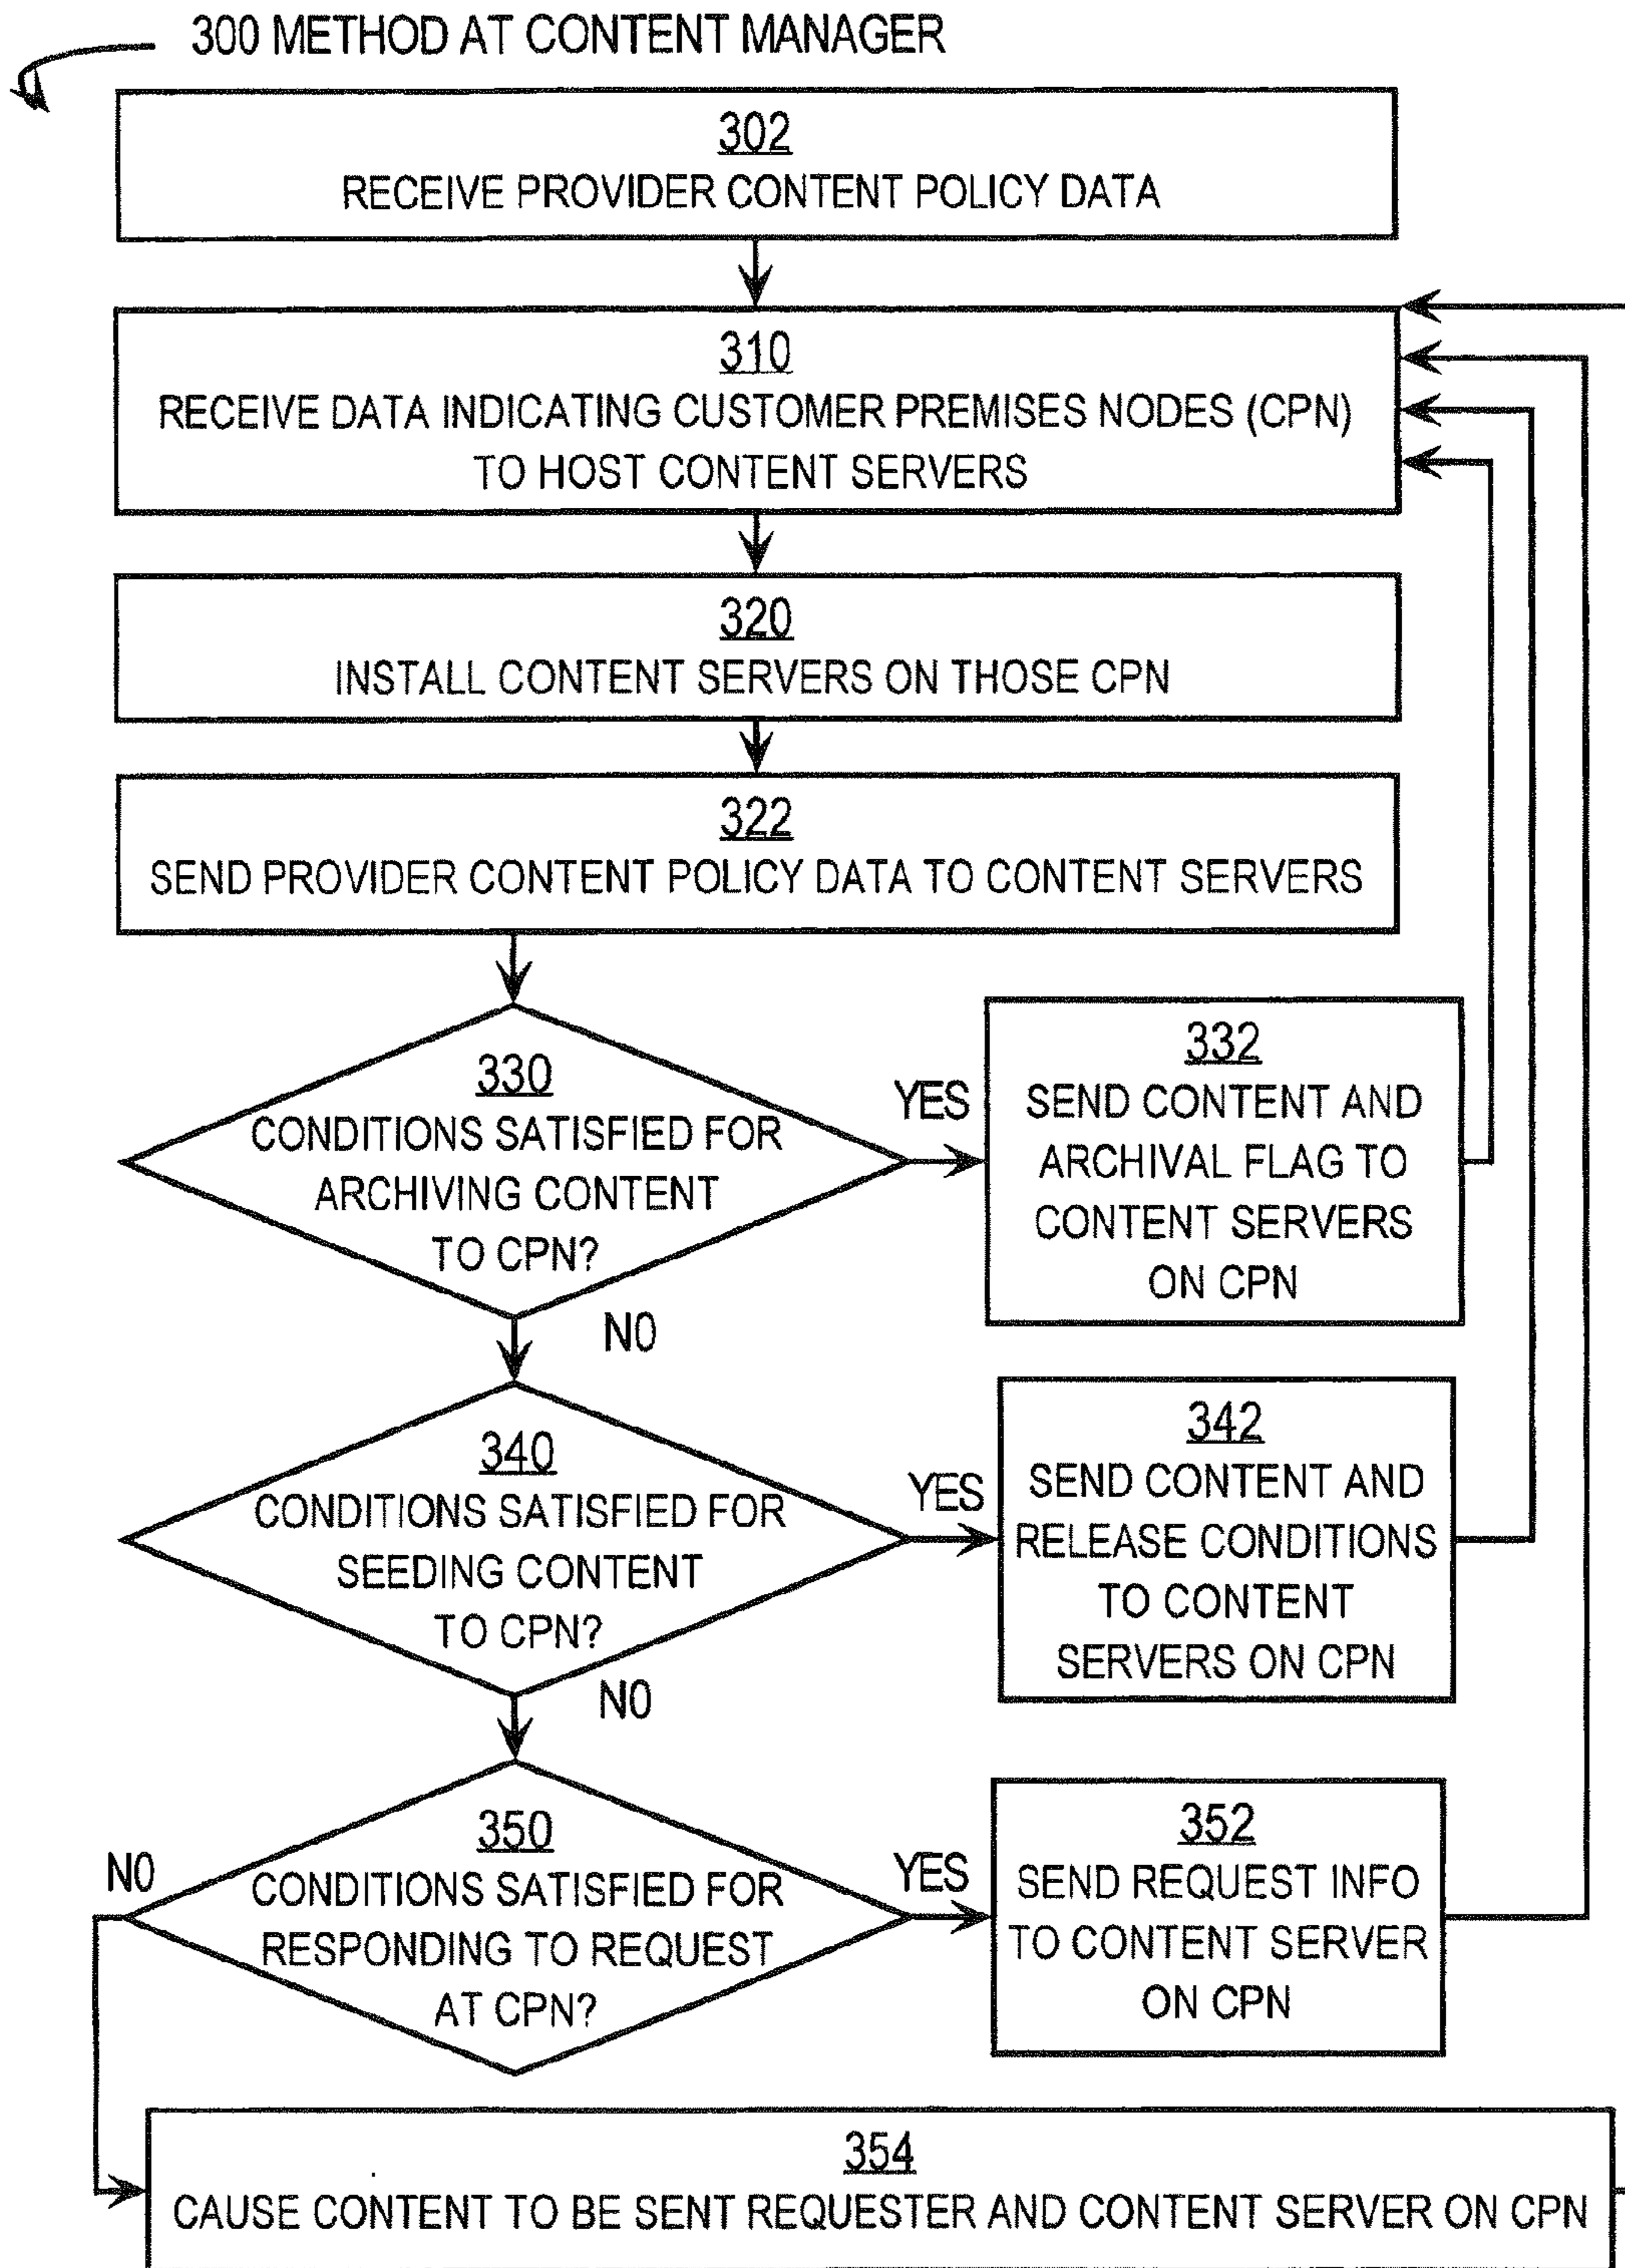 300 METHOD AT CONTENT MANAGER
302
RECEIVE PROVIDER CONTENT POLICY DATA
310
RECEIVE DATA INDICATING CUSTOMER PREMISES NODES (CPN)
TO HOST CONTENT SERVERS
320
INSTALL CONTENT SERVERS ON THOSE CPN
322
SEND PROVIDER CONTENT POLICY DATA TO CONTENT SERVERS
330
CONDITIONS SATISFIED FOR
ARCHIVING CONTENT
TO CPN?
YES
332
SEND CONTENT AND
ARCHIVAL FLAG TO
CONTENT SERVERS
ON CPN
NO
340
CONDITIONS SATISFIED FOR
SEEDING CONTENT
TO CPN?
YES
342
SEND CONTENT AND
RELEASE CONDITIONS
TO CONTENT
SERVERS ON CPN
NO
350
CONDITIONS SATISFIED FOR
RESPONDING TO REQUEST
AT CPN?
NO
YES
352
SEND REQUEST INFO
TO CONTENT SERVER
ON CPN
354
CAUSE CONTENT TO BE SENT REQUESTER AND CONTENT SERVER ON CPN